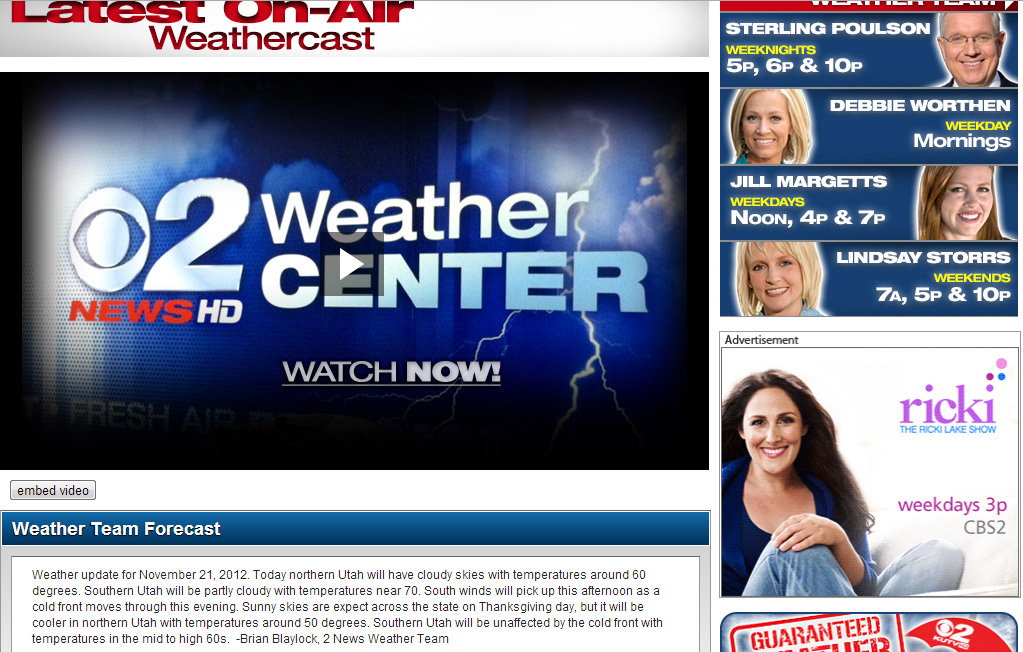 Latest On-Air
Weathercast
2 Weather
CENTER
NEWS HD
WATCH NOW!
FRESH AIR
embed video
Weather Team Forecast
Weather update for November 21, 2012. Today northern Utah will have cloudy skies with temperatures around 60
degrees. Southern Utah will be partly cloudy with temperatures near 70. South winds will pick up this afternoon as a
cold front moves through this evening. Sunny skies are expect across the state on Thanksgiving day, but it will be
cooler in northern Utah with temperatures around 50 degrees. Southern Utah will be unaffected by the cold front with
temperatures in the mid to high 60s.  -Brian Blaylock, 2 News Weather Team
WEATHER TEAM
STERLING POULSON
WEEKNIGHTS
5P, 6P & 10P
DEBBIE WORTHEN
WEEKDAY
Mornings
JILL MARGETTS
WEEKDAYS
NOON, 4P & 7P
LINDSAY STORRS
WEEKENDS
7A, 5P & 10P
Advertisement
ricki
THE RICKI LAKE SHOW
weekdays 3p
CBS2
GUARANTEED
WEATHER
2
KUTV